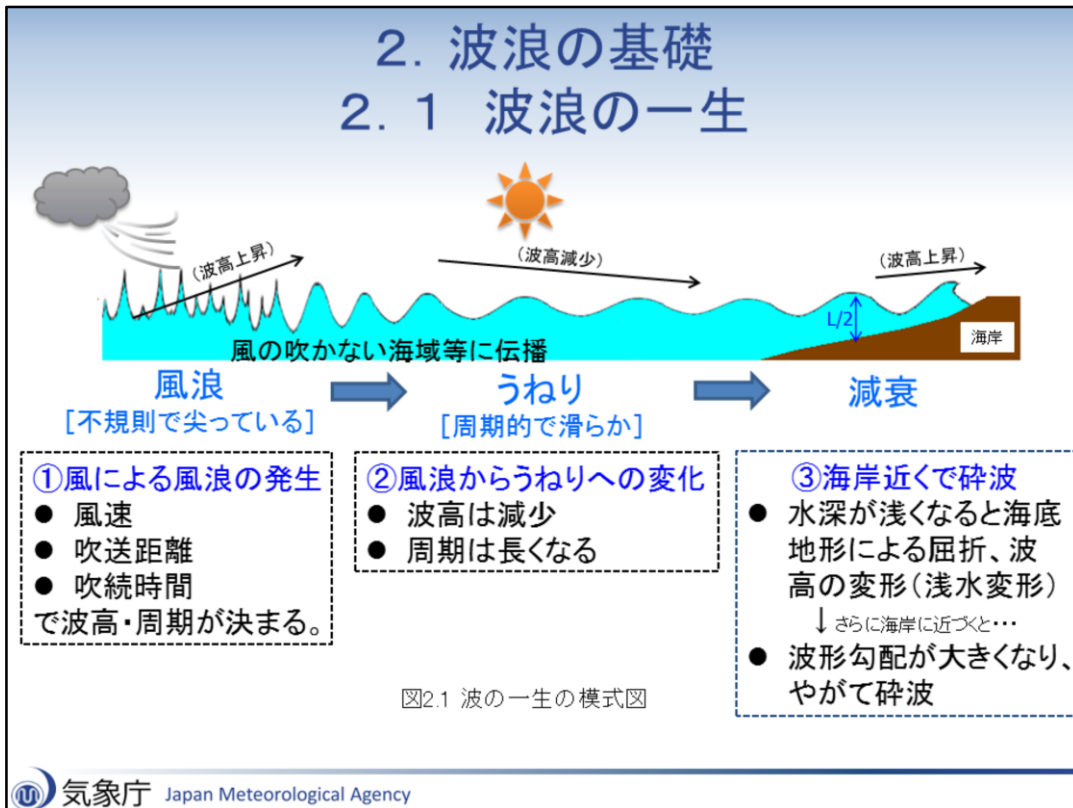 ２．波浪の基礎
２．１ 波浪の一生
(波高上昇)
(波高減少)
(波高上昇)
L/2
海岸
風の吹かない海域等に伝播
風浪
[不規則で尖っている]
うねり
[周期的で滑らか]
減衰
①風による風浪の発生
● 風速
● 吹送距離
● 吹続時間
で波高・周期が決まる。
②風浪からうねりへの変化
● 波高は減少
● 周期は長くなる
③海岸近くで砕波
● 水深が浅くなると海底
地形による屈折、波
高の変形(浅水変形)
↓さらに海岸に近づくと…
● 波形勾配が大きくなり、
やがて砕波
図2.1 波の一生の模式図
気象庁 Japan Meteorological Agency